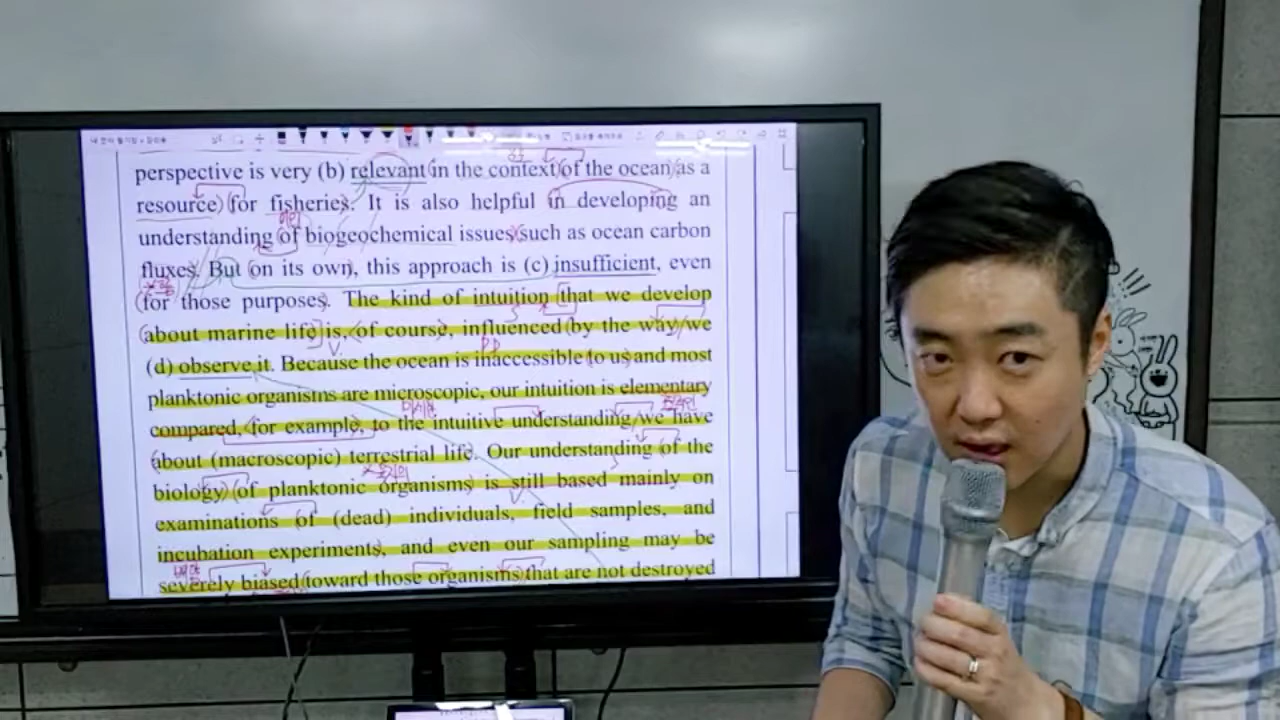 perspective is very (b) relevant in the context of the ocean as a
resource for fisheries. It is also helpful in developing an
understanding of biogeochemical issues such as ocean carbon
fluxes. But on its own, this approach is (c) insufficient, even
for those purposes. The kind of intuition that we develop
about marine life is, of course, influenced by the way we
(d) observe it. Because the ocean is inaccessible to us and most
planktonic organisms are microscopic, our intuition is elementary
compared, for example, to the intuitive understanding we have
about (macroscopic) terrestrial life. Our understanding of the
biology of planktonic organisms is still based mainly on
examinations of (dead) individuals, field samples, and
incubation experiments, and even our sampling may be
severely biased toward those organisms that are not destroyed